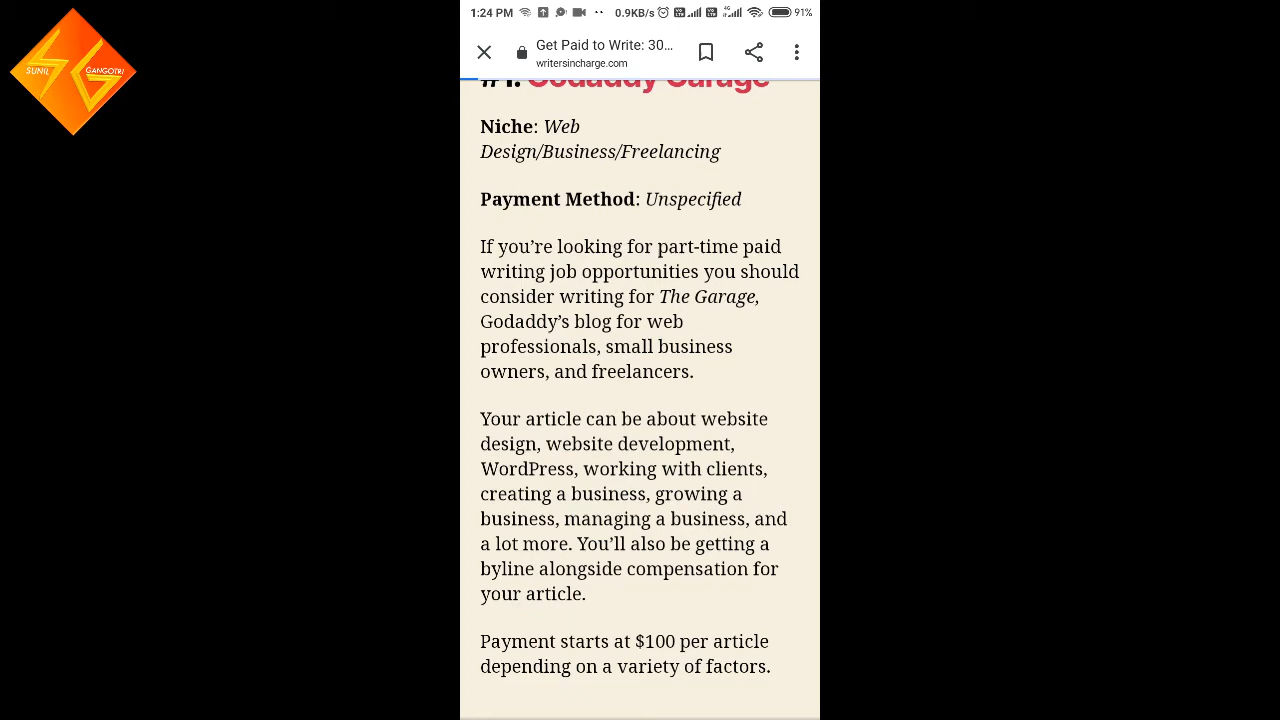 SUNIL
GANGOTRI
1:24 PM
0.9KB/s
91%
Get Paid to Write: 30...
writersincharge.com
#1. Godaddy Garage
Niche: Web
Design/Business/Freelancing
Payment Method: Unspecified
If you’re looking for part-time paid
writing job opportunities you should
consider writing for The Garage,
Godaddy’s blog for web
professionals, small business
owners, and freelancers.
Your article can be about website
design, website development,
WordPress, working with clients,
creating a business, growing a
business, managing a business, and
a lot more. You’ll also be getting a
byline alongside compensation for
your article.
Payment starts at $100 per article
depending on a variety of factors.